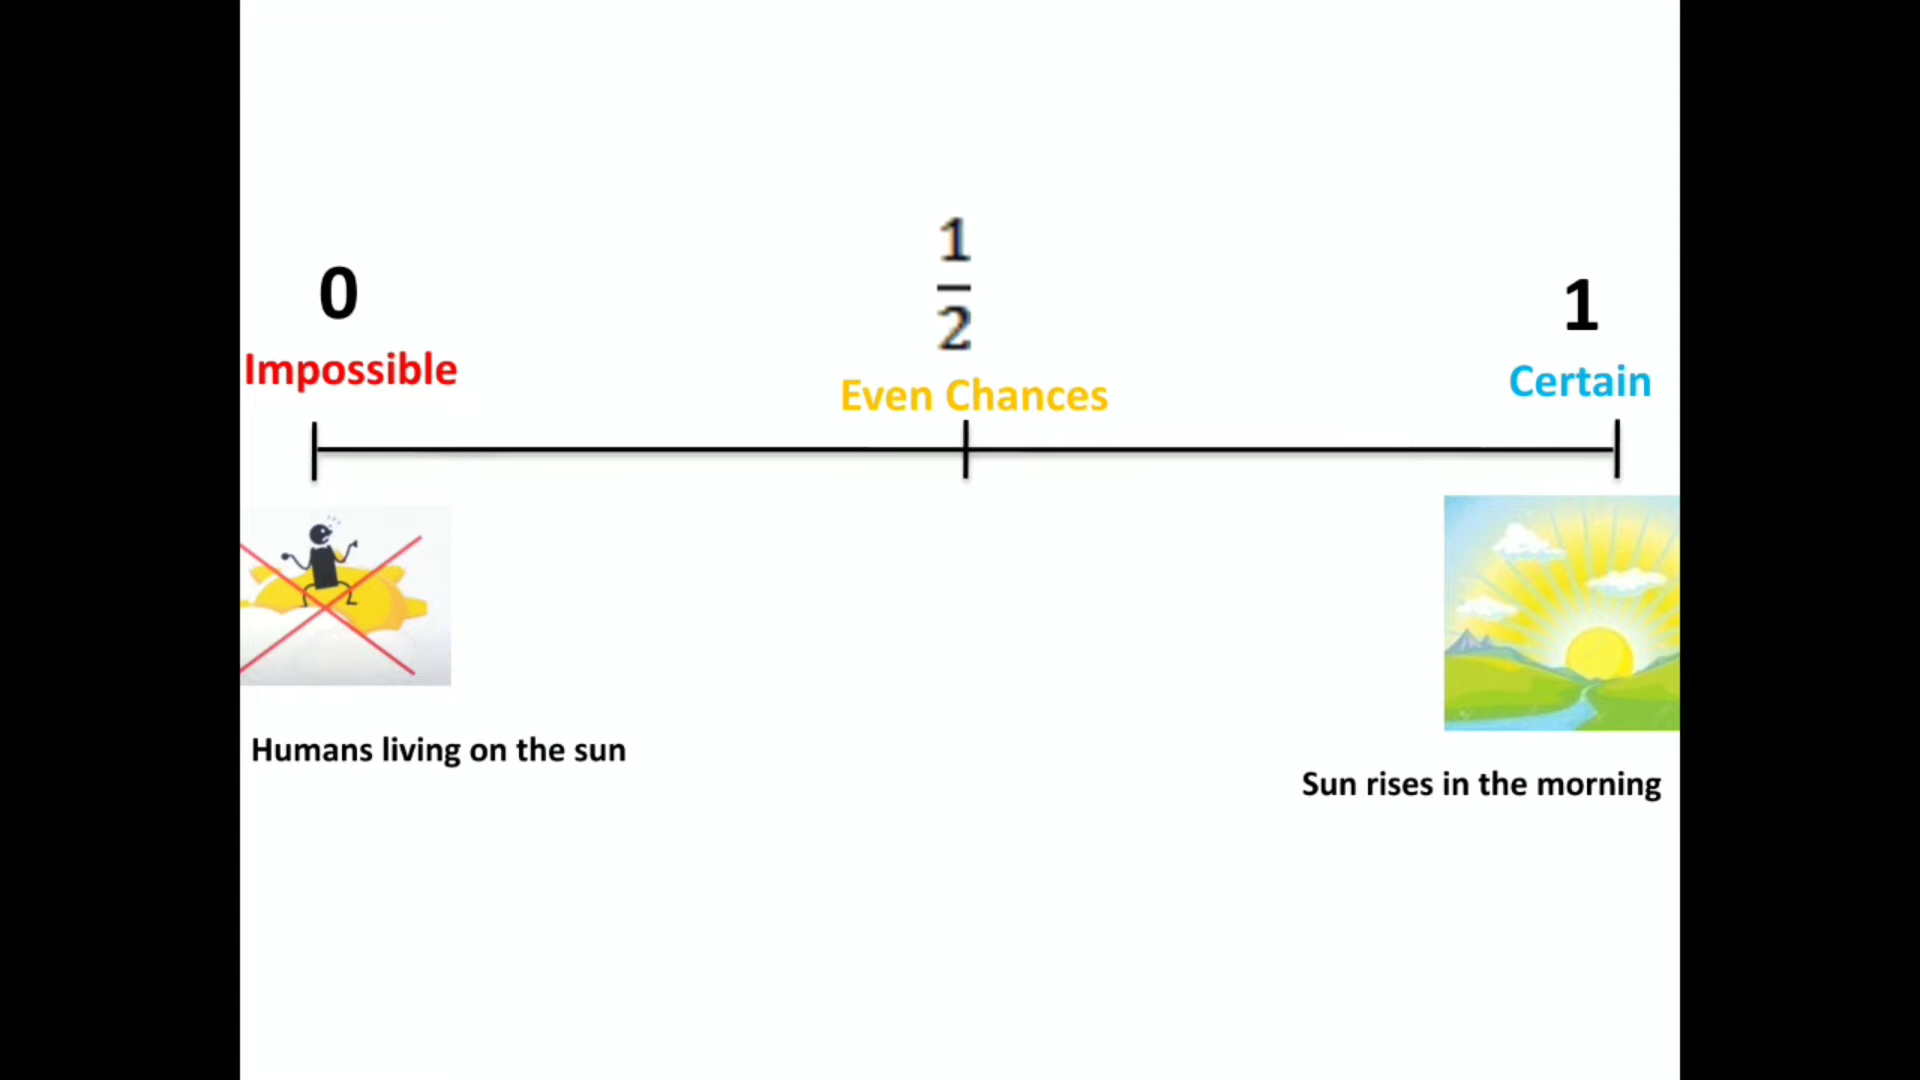 0
Impossible
1
2
Even Chances
1
Certain
Humans living on the sun
Sun rises in the morning